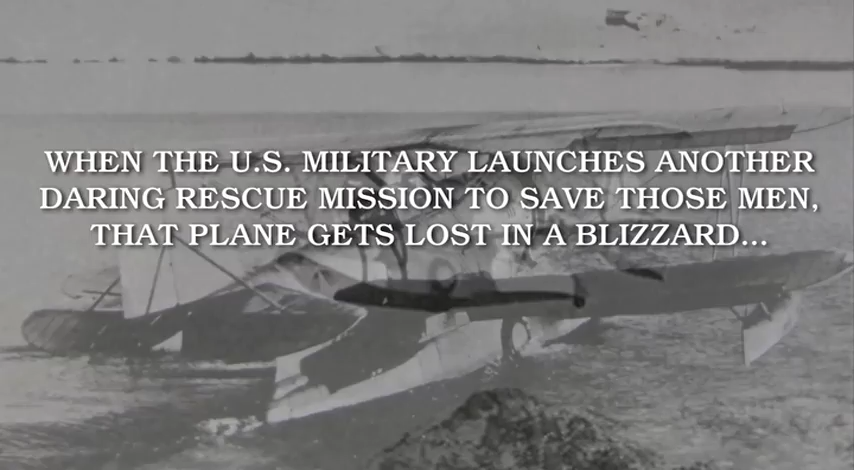 WHEN THE U.S. MILITARY LAUNCHES ANOTHER
DARING RESCUE MISSION TO SAVE THOSE MEN,
THAT PLANE GETS LOST IN A BLIZZARD...